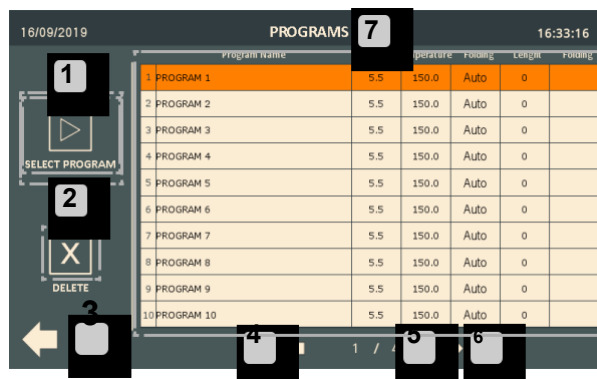 16/09/2019 PROGRAMS 7 16:33:16
Program Name Folding Lenght Folding
1
1 PROGRAM 1 5.5 150.0 Auto 0
2 PROGRAM 2 5.5 150.0 Auto 0
3 PROGRAM 3 5.5 150.0 Auto 0
4 PROGRAM 4 5.5 150.0 Auto 0
SELECT PROGRAM
5 PROGRAM 5 5.5 150.0 Auto 0
2
6 PROGRAM 6 5.5 150.0 Auto 0
7 PROGRAM 7 5.5 150.0 Auto 0
X
8 PROGRAM 8 5.5 150.0 Auto 0
DELETE
9 PROGRAM 9 5.5 150.0 Auto 0
10 PROGRAM 10 5.5 150.0 Auto 0
3 4 1 / 5 6